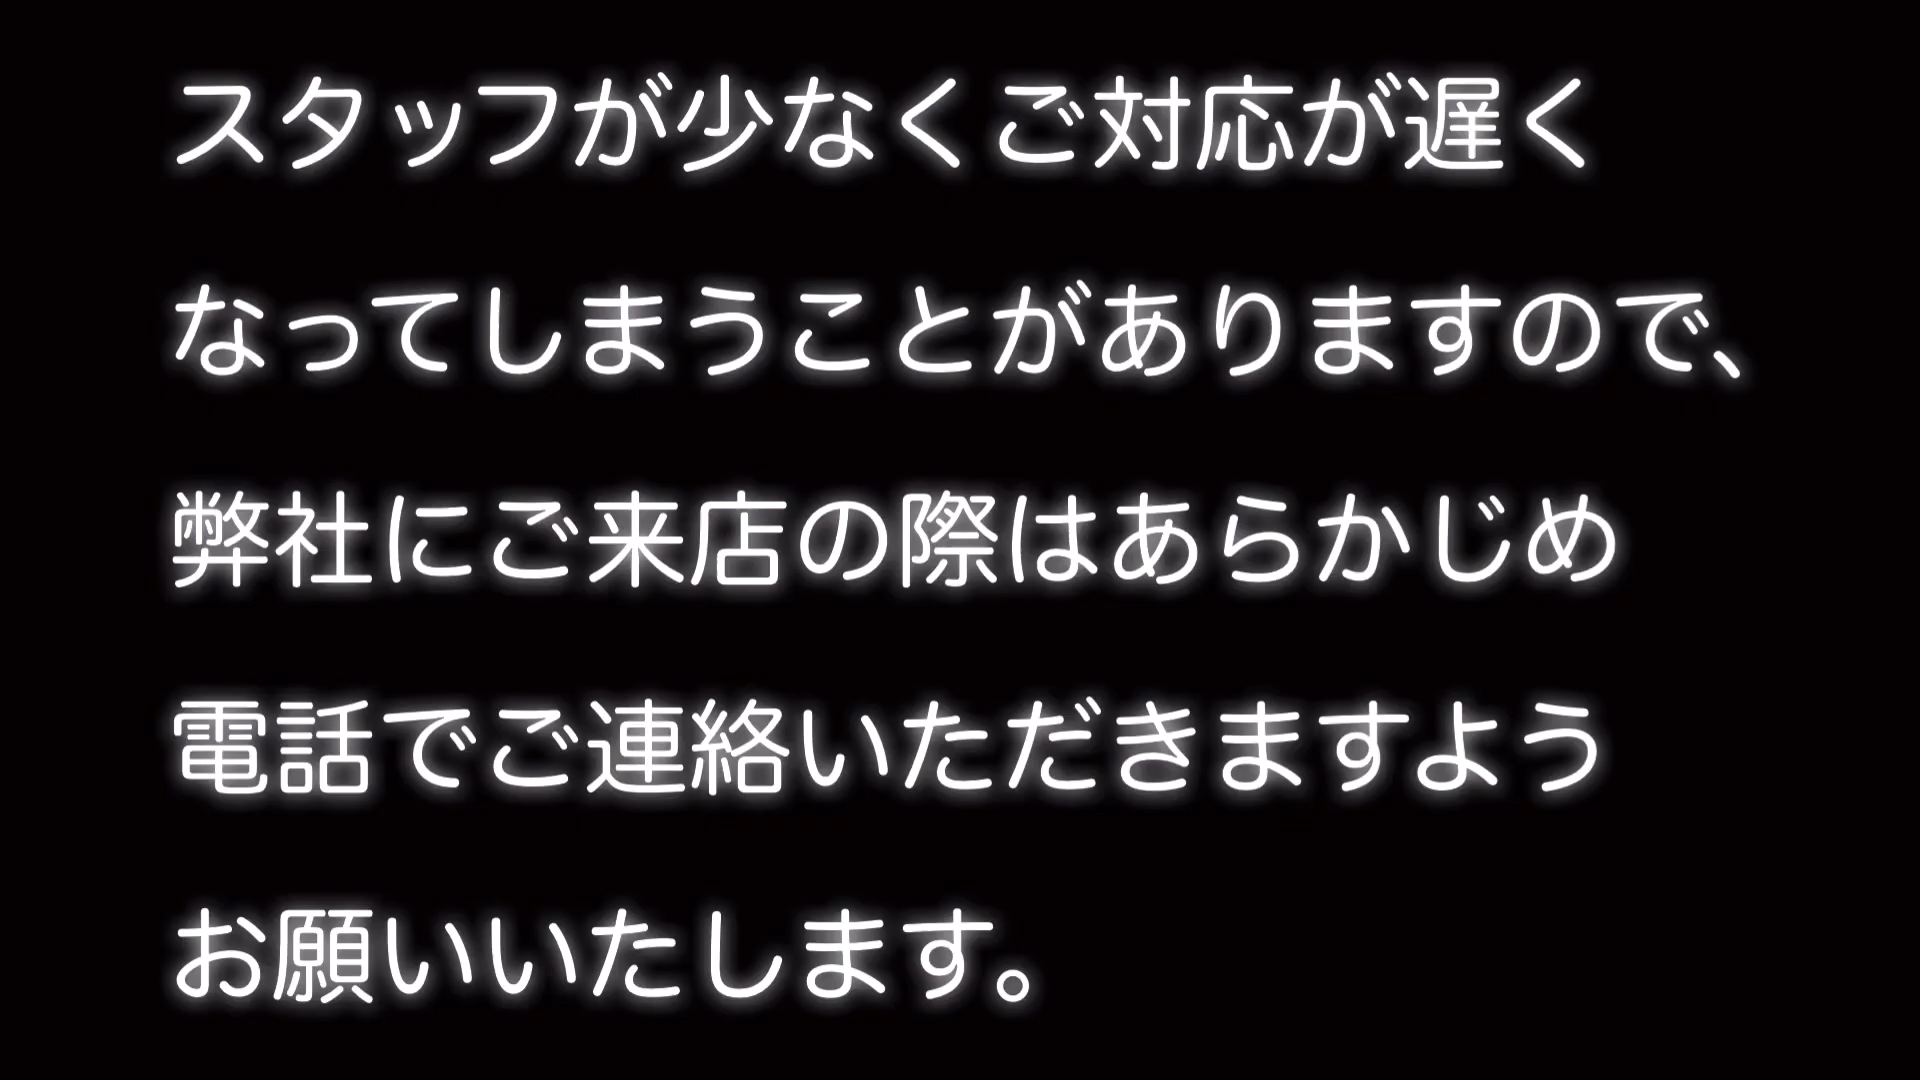 スタッフが少なくご対応が遅く
なってしまうことがありますので、
弊社にご来店の際はあらかじめ
電話でご連絡いただきますよう
お願いいたします。